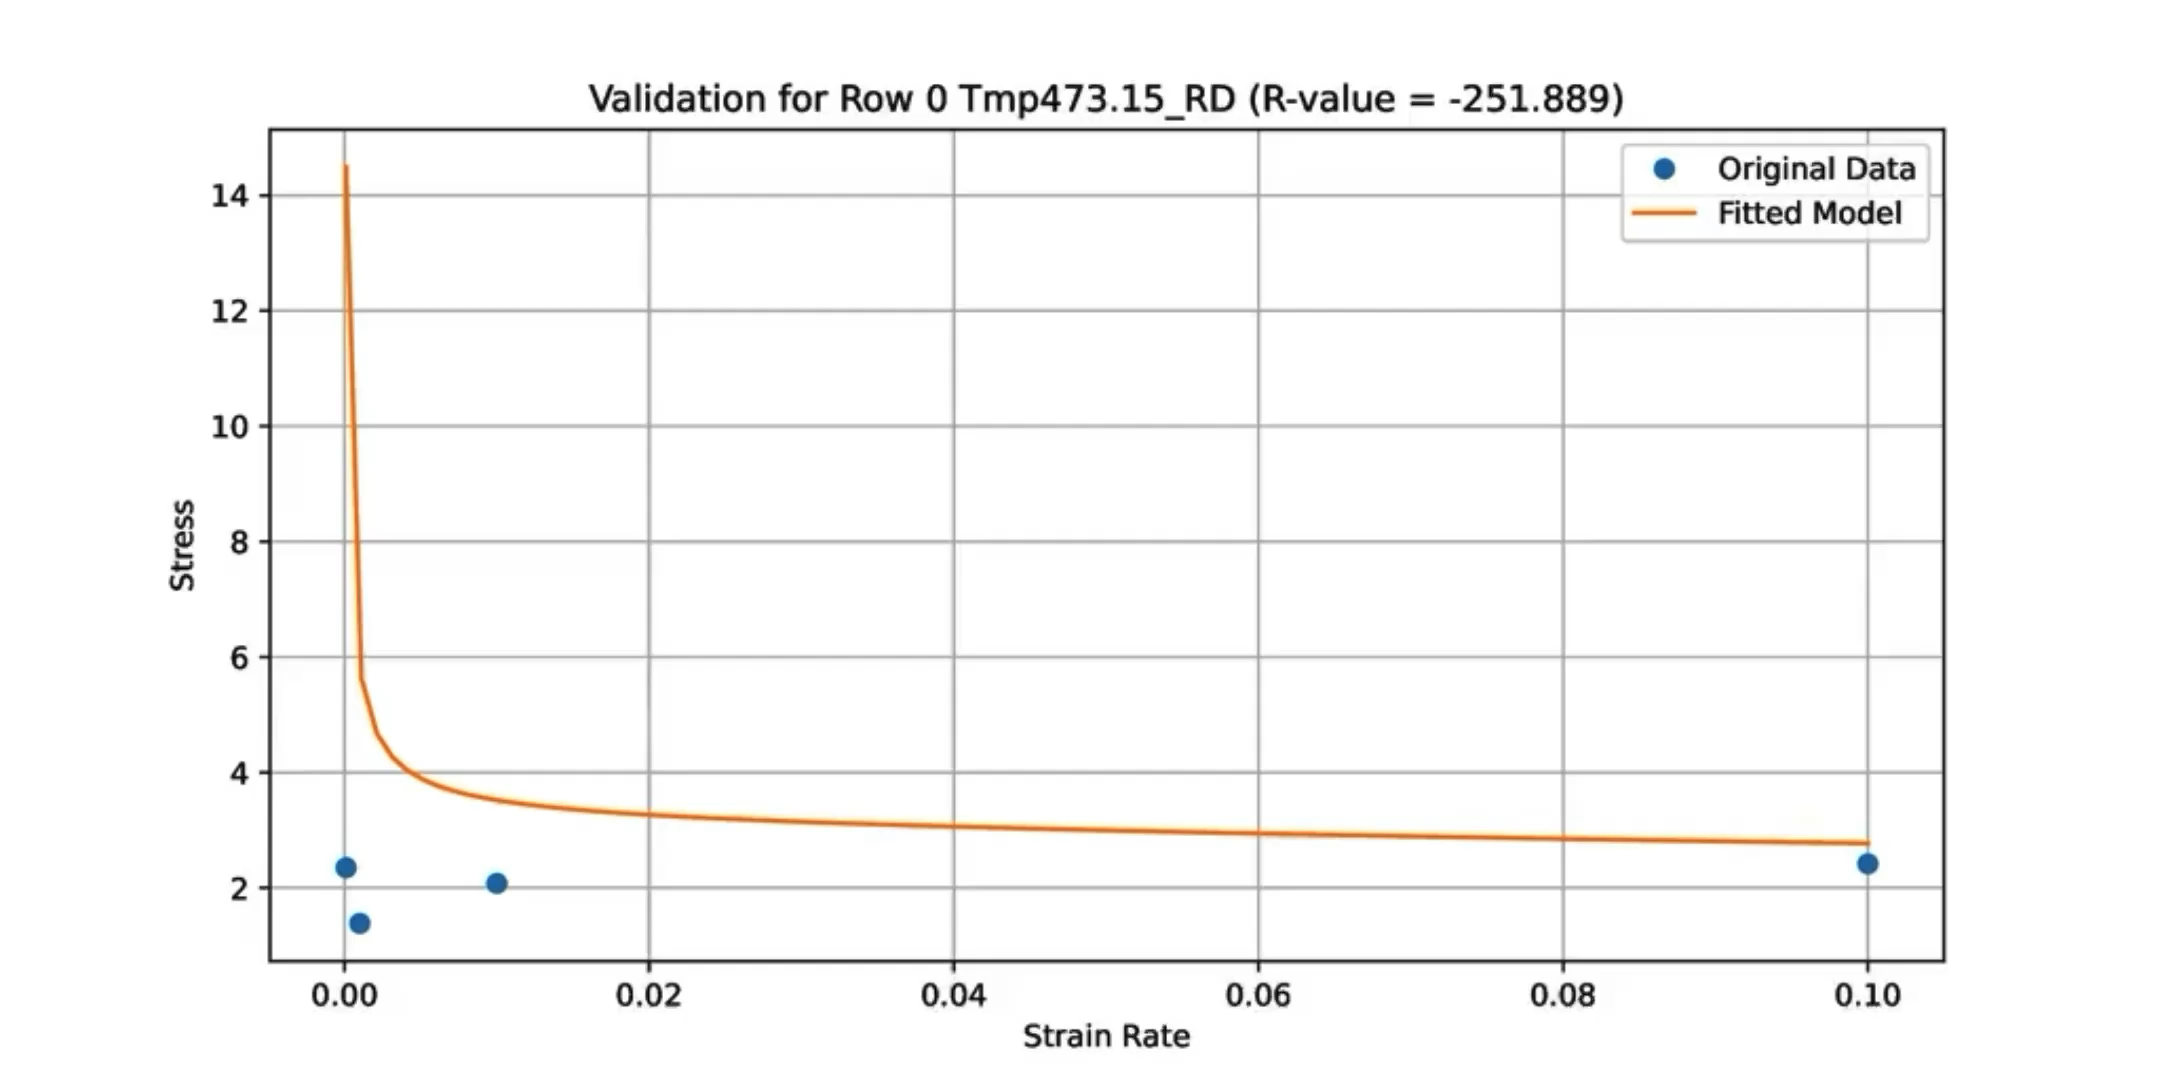 Validation for Row 0 Tmp473.15_RD (R-value = -251.889)
Original Data
Fitted Model
14
12
10
8
6
4
2
Stress
0.00 0.02 0.04 0.06 0.08 0.10
Strain Rate